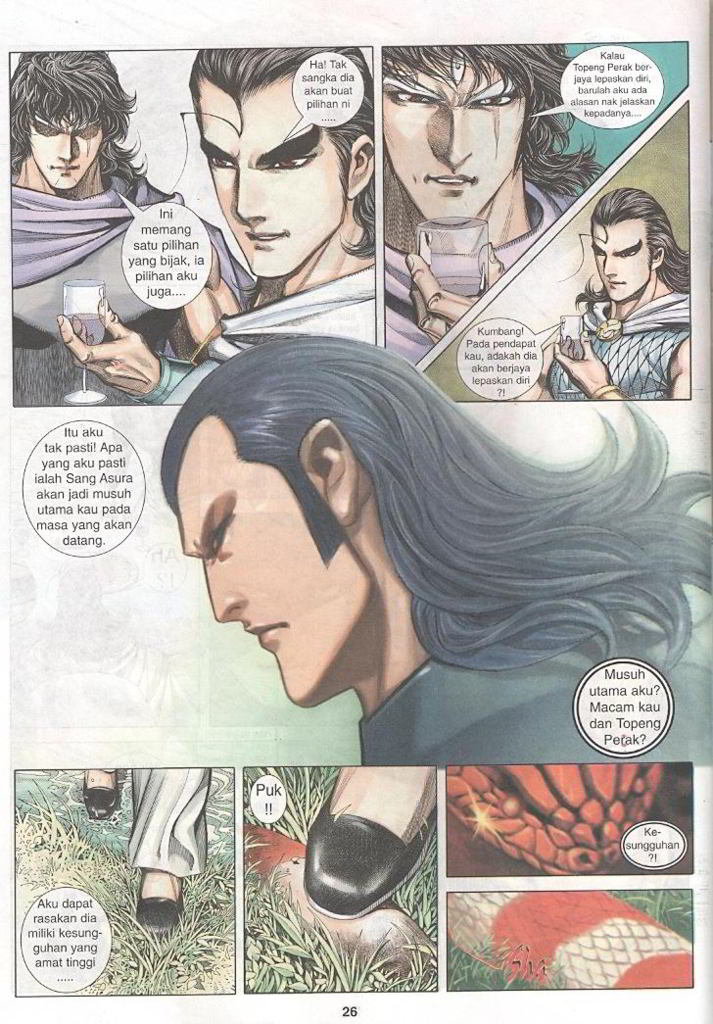 Ha! Tak
sangka dia
akan buat
pilihan ni
.....
Ini
memang
satu pilihan
yang bijak, ia
pilihan aku
juga....
Kalau
Topeng Perak ber-
jaya lepaskan diri,
barulah aku ada
alasan nak jelaskan
kepadanya....
Kumbang!
Pada pendapat
kau, adakah dia
akan berjaya
lepaskan diri
?!
Itu aku
tak pasti! Apa
yang aku pasti
ialah Sang Asura
akan jadi musuh
utama kau pada
masa yang akan
datang.
Musuh
utama aku?
Macam kau
dan Topeng
Perak?
Aku dapat
rasakan dia
miliki kesung-
guhan yang
amat tinggi
.....
Puk
!!
Ke-
sungguhan
?!
26